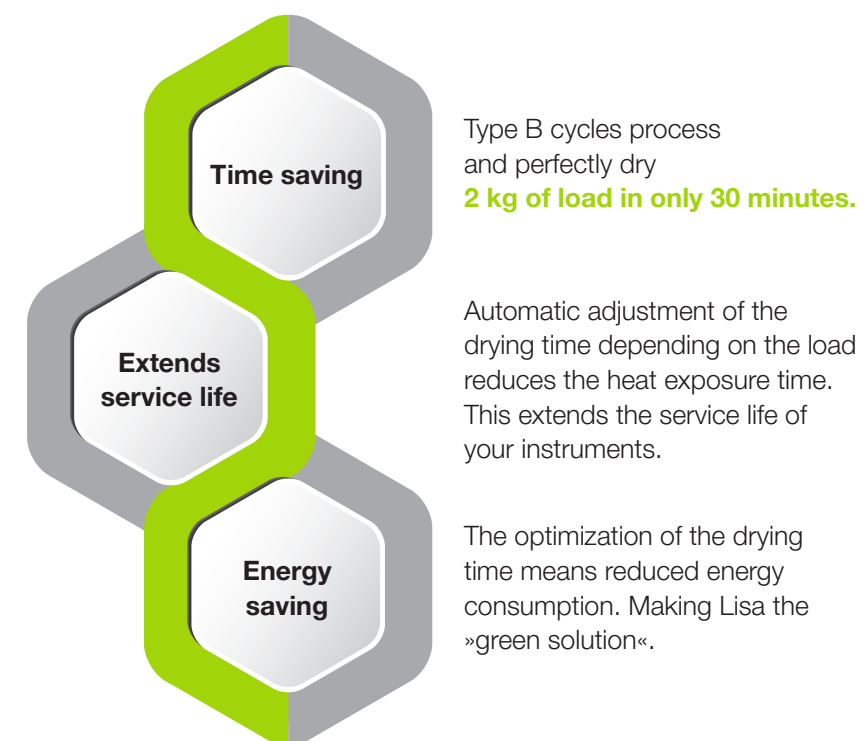 Time saving
Type B cycles process
and perfectly dry
2 kg of load in only 30 minutes.
Extends
service life
Automatic adjustment of the
drying time depending on the load
reduces the heat exposure time.
This extends the service life of
your instruments.
Energy
saving
The optimization of the drying
time means reduced energy
consumption. Making Lisa the
»green solution«.